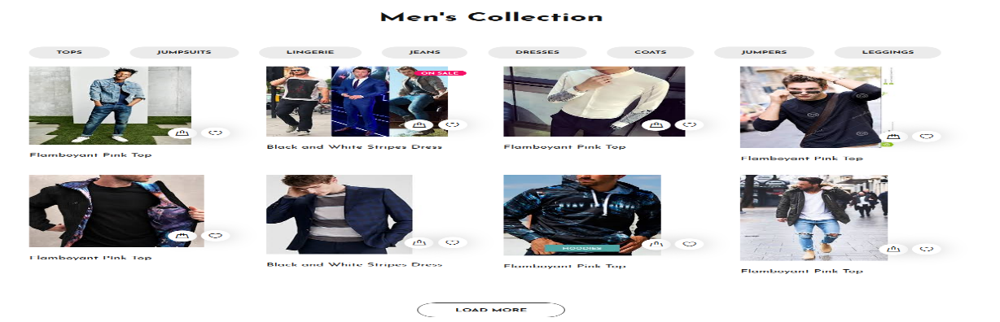 Men's Collection
TOPS JUMPSUITS LINGERIE JEANS DRESSES COATS JUMPERS LEGGINGS
ON SALE
Flamboyant Pink Top
Black and White Stripes Dress
Flamboyant Pink Top
Flamboyant Pink Top
HOODIES
Flamboyant Pink Top
Black and White Stripes Dress
Flamboyant Pink Top
Flamboyant Pink Top
LOAD MORE